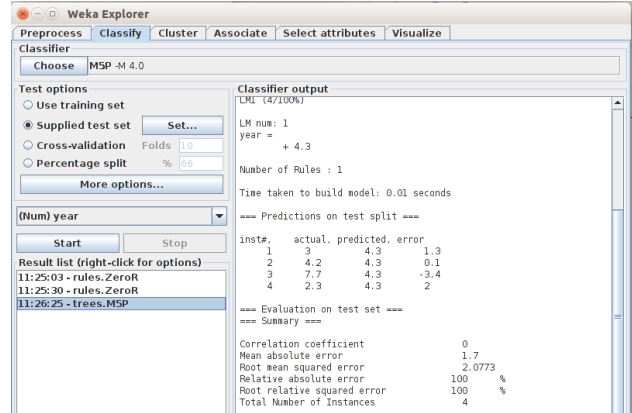 Weka Explorer
Preprocess Classify Cluster Associate Select attributes Visualize
Classifier
Choose M5P -M 4.0
Test options
Use training set
Supplied test set Set...
Cross-validation Folds 10
Percentage split % 66
More options...
(Num) year
Start Stop
Result list (right-click for options)
11:25:03 - rules.ZeroR
11:25:30 - rules.ZeroR
11:26:25 - trees.M5P
Classifier output
LM1 (4/100%)
LM num: 1
year =
+ 4.3
Number of Rules : 1
Time taken to build model: 0.01 seconds
=== Predictions on test split ===
inst#, actual, predicted, error
1 3 4.3 1.3
2 4.2 4.3 0.1
3 7.7 4.3 -3.4
4 2.3 4.3 2
=== Evaluation on test set ===
=== Summary ===
Correlation coefficient 0
Mean absolute error 1.7
Root mean squared error 2.0773
Relative absolute error 100 %
Root relative squared error 100 %
Total Number of Instances 4